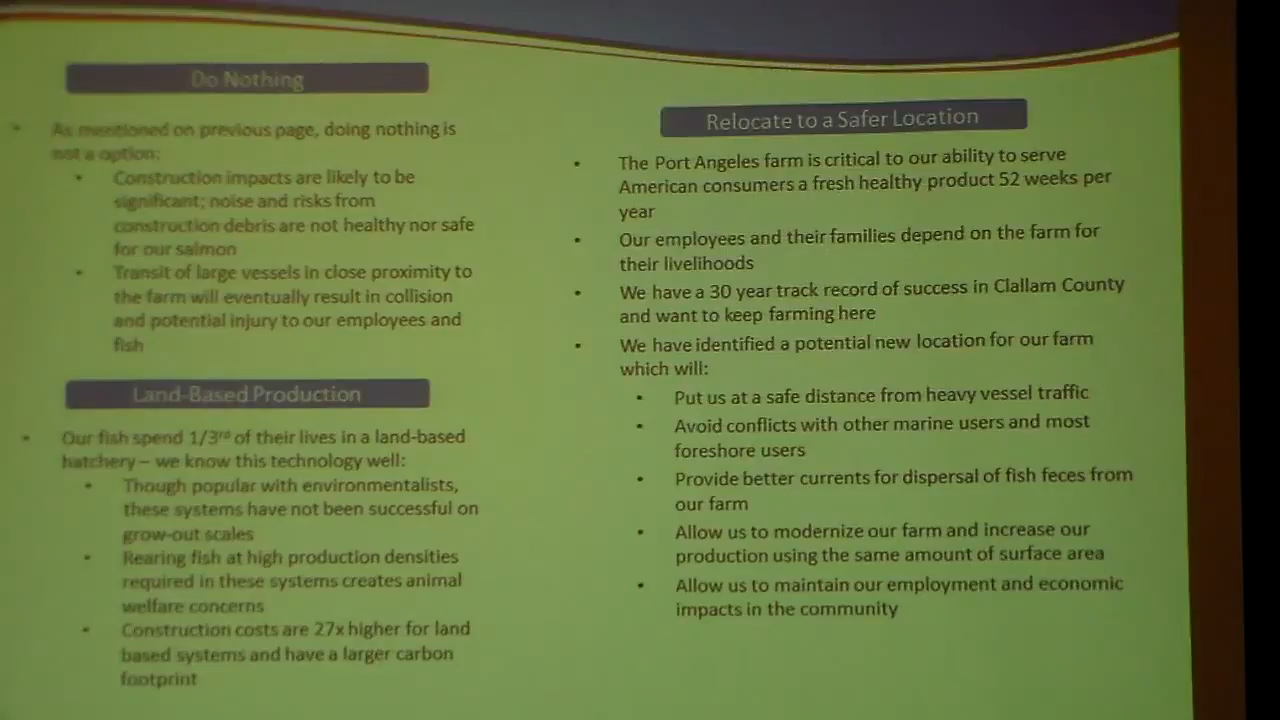 Do Nothing
• As mentioned on previous page, doing nothing is
not a option:
• Construction impacts are likely to be
significant; noise and risks from
construction debris are not healthy nor safe
for our salmon
• Transit of large vessels in close proximity to
the farm will eventually result in collision
and potential injury to our employees and
fish
Land-Based Production
• Our fish spend 1/3rd of their lives in a land-based
hatchery – we know this technology well:
• Though popular with environmentalists,
these systems have not been successful on
grow-out scales
• Rearing fish at high production densities
required in these systems creates animal
welfare concerns
• Construction costs are 27x higher for land
based systems and have a larger carbon
footprint
Relocate to a Safer Location
• The Port Angeles farm is critical to our ability to serve
American consumers a fresh healthy product 52 weeks per
year
• Our employees and their families depend on the farm for
their livelihoods
• We have a 30 year track record of success in Clallam County
and want to keep farming here
• We have identified a potential new location for our farm
which will:
• Put us at a safe distance from heavy vessel traffic
• Avoid conflicts with other marine users and most
foreshore users
• Provide better currents for dispersal of fish feces from
our farm
• Allow us to modernize our farm and increase our
production using the same amount of surface area
• Allow us to maintain our employment and economic
impacts in the community